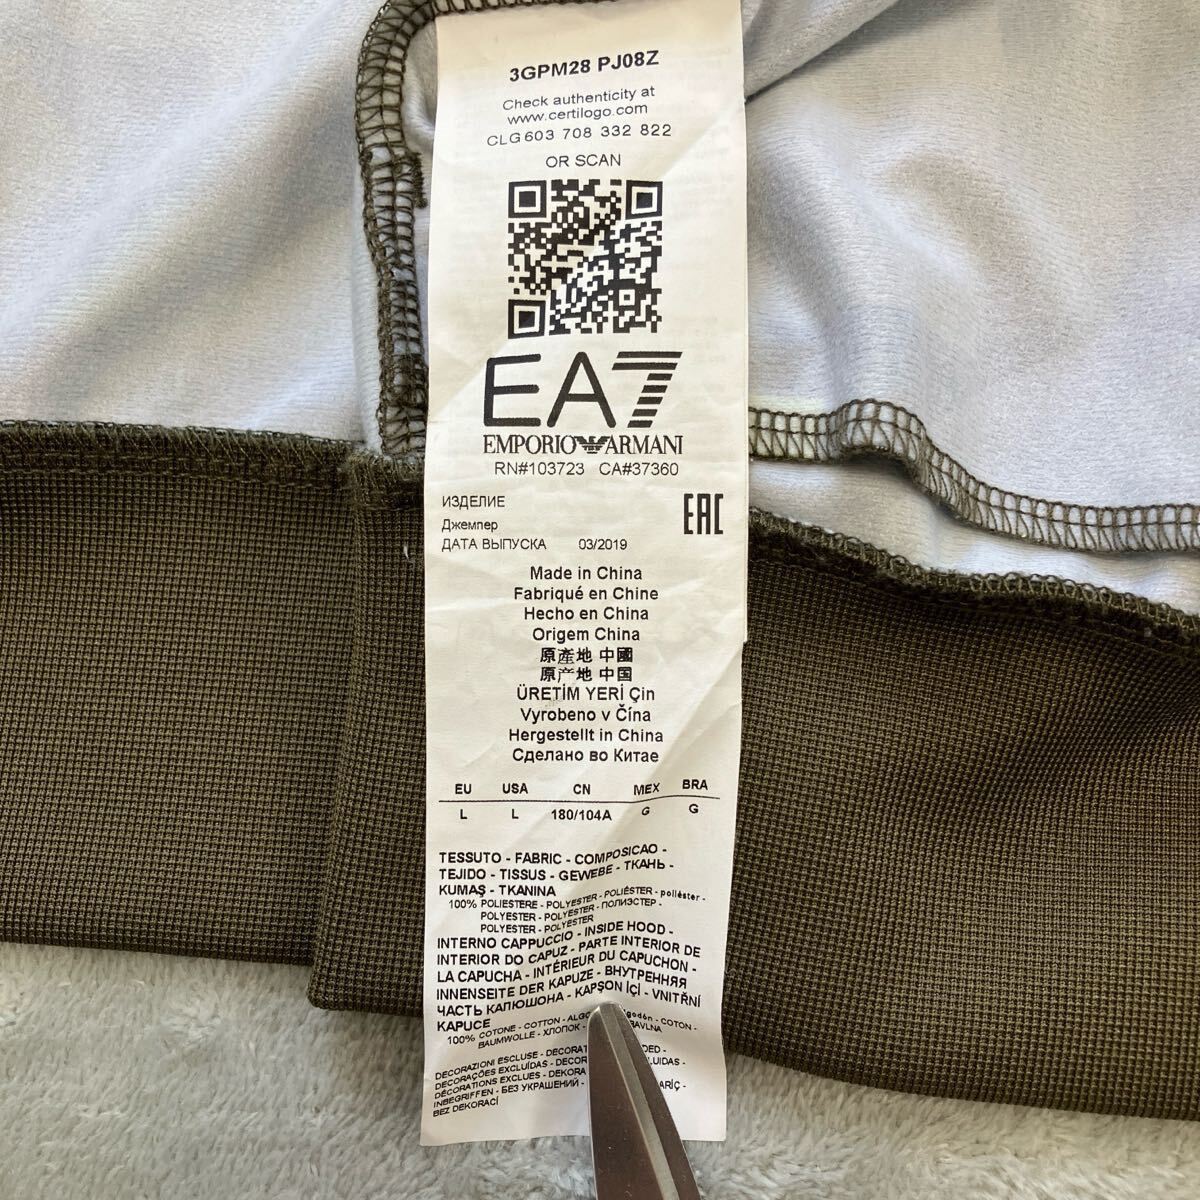 3GPM28 PJ08Z
Check authenticity at
www.certilogo.com
CLG 603 708 332 822
OR SCAN
EA7
EMPORIO ARMANI
RN#103723 CA#37360
ИЗДЕЛИЕ
EAC
Джемпер
ДАТА ВЫПУСКА 03/2019
Made in China
Fabriqué en Chine
Hecho en China
Origem China
原產地 中國
原产地 中国
ÜRETİM YERİ Çin
Vyrobeno v Čína
Hergestellt in China
Сделано во Китае
EU USA CN MEX BRA
L L 180/104A G G
TESSUTO - FABRIC - COMPOSICAO -
TEJIDO - TISSUS - GEWEBE - ТКАНЬ -
KUMAŞ - TKANINA
100% POLIESTERE - POLYESTER - POLIÉSTER - poliéster -
POLYESTER - POLYESTER - ПОЛИЭСТЕР -
POLYESTER - POLYESTER
INTERNO CAPPUCCIO - INSIDE HOOD -
INTERIOR DO CAPUZ - PARTE INTERIOR DE
LA CAPUCHA - INTÉRIEUR DU CAPUCHON -
INNENSEITE DER KAPUZE - ВНУТРЕННЯЯ
ЧАСТЬ КАПЮШОНА - KAPŞON İÇİ - VNITŘNÍ
KAPUCE
100% COTONE - COTTON - - COTON -
BAUMWOLLE - ХЛОПОК -
DECORAZIONI ESCLUSE -
DECORAÇÕES EXCLUÍDAS -
DÉCORATIONS EXCLUES - DEKORA
INBEGRIFFEN - БЕЗ УКРАШЕНИЙ -
BEZ DEKORACÍ